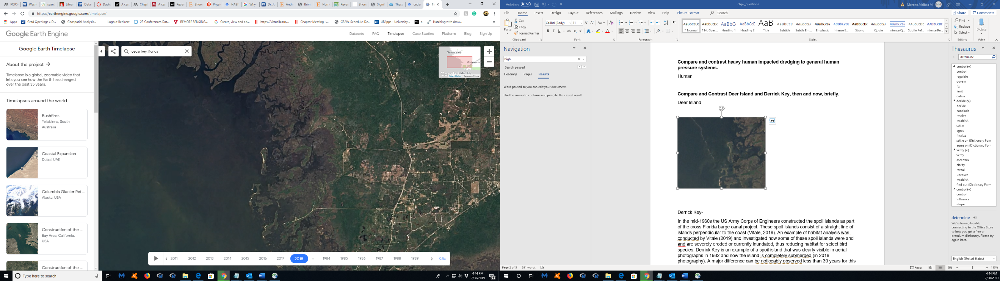 FOR5
Wash
searc
Librar
Detai
Dash
A cas
Chap
A cas
Recer
Shore
Physic
HABI
Why
Dr. Jo
Anth
Brim_
Hurri
Rever
Shore
Signif
These
cedar
Ti
https://earthengine.google.com/timelapse/
Apps
Grad Openings » D...
Geospatial Analysis...
Logout Redirect
23 Conferences Dat...
REMOTE SENSING...
Create, view and ed...
https://virtuallearn...
Chapter Meeting –...
GSAW-Schedule-De...
UFApps - University...
a
Hatching with draw...
»
Google Earth Engine
Datasets
FAQ
Timelapse
Case Studies
Platform
Blog
Sign Up
Google Earth Timelapse
About the project
Timelapse is a global, zoomable video that
lets you see how the Earth has changed
over the past 35 years.
Timelapses around the world
Bushfires
Yellabinna, South
Australia
Coastal Expansion
Dubai, UAE
Columbia Glacier Ret...
Alaska, USA
Construction of the ...
Bay Area, California,
USA
Construction of the ...
cedar key, florida
Suwannee
Rosewood
Cedar Key
Google
Map Data
Terms of Use
2011 2012 2013 2014 2015 2016 2017 2018 • 1984 1985 1986 1987 1988 1989
0.5x
Type here to search
4:44 PM
7/30/2019
22
AutoSave
Off
chp2_questions
Moreno,Melissa M
MM
File
Home
Insert
Design
Layout
References
Mailings
Review
View
Help
Picture Format
Search
Share
Comments
Paste
Cut
Copy
Format Painter
Clipboard
Calibri (Body)
11
Font
Paragraph
AaBbCcDc
¶ Normal
AaBbCcDc
¶ No Spac...
Heading 1
Heading 2
AaB
Title
Subtitle
Subtle Em...
Emphasis
Intense E...
Strong
Quote
Intense Q...
Subtle Ref...
Intense Re...
Styles
Find
Replace
Select
Editing
Dictate
Voice
Navigation
high
Search paused
Headings
Pages
Results
Word paused so you can edit your document.
Use the arrows to continue and jump to the closest result.
Compare and contrast heavy human impacted dredging to general human
pressure systems.
Human
Compare and Contrast Deer Island and Derrick Key, then and now, briefly.
Deer Island
Derrick Key-
In the mid-1960s the US Army Corps of Engineers constructed the spoil islands as part
of the cross Florida barge canal project. These spoil islands consist of a straight line of
islands perpendicular to the coast (Vitale, 2019). An example of habitat analysis was
conducted by Vitale (2019) and investigated how some of these spoil islands were and
and are severely eroded or currently inundated, thus reducing habitat for select bird
species. Derrick Key is an example of a spoil island that was clearly visible in aerial
photographs in 1982 and now the island is completely submerged (in 2016
photography). A major difference can be noticeably observed less than 30 years for this
Thesaurus
determine
control (v.)
control
regulate
govern
fix
limit
define
decide (v.)
decide
conclude
resolve
establish
settle
agree
finalize
settle on (Dictionary Form
agree on (Dictionary Form
verify (v.)
verify
ascertain
clarify
reveal
uncover
establish
find out (Dictionary Form
control (v.)
control
influence
shape
determine
We're having trouble
connecting to the Office Store
to help you get a free or
premium dictionary. Please try
again later.
English (United States)
Page 2 of 5
891 words
Focus
110%
4:44 PM
7/30/2019